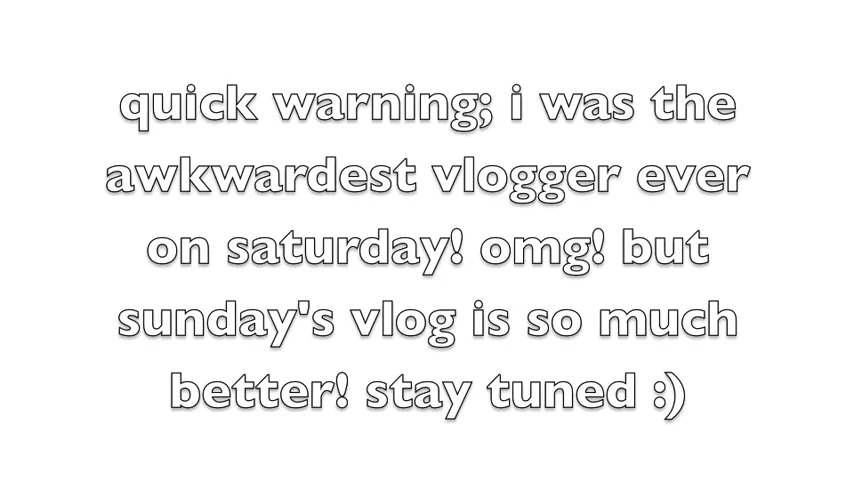 quick warning; i was the
awkwardest vlogger ever
on saturday! omg! but
sunday's vlog is so much
better! stay tuned :)